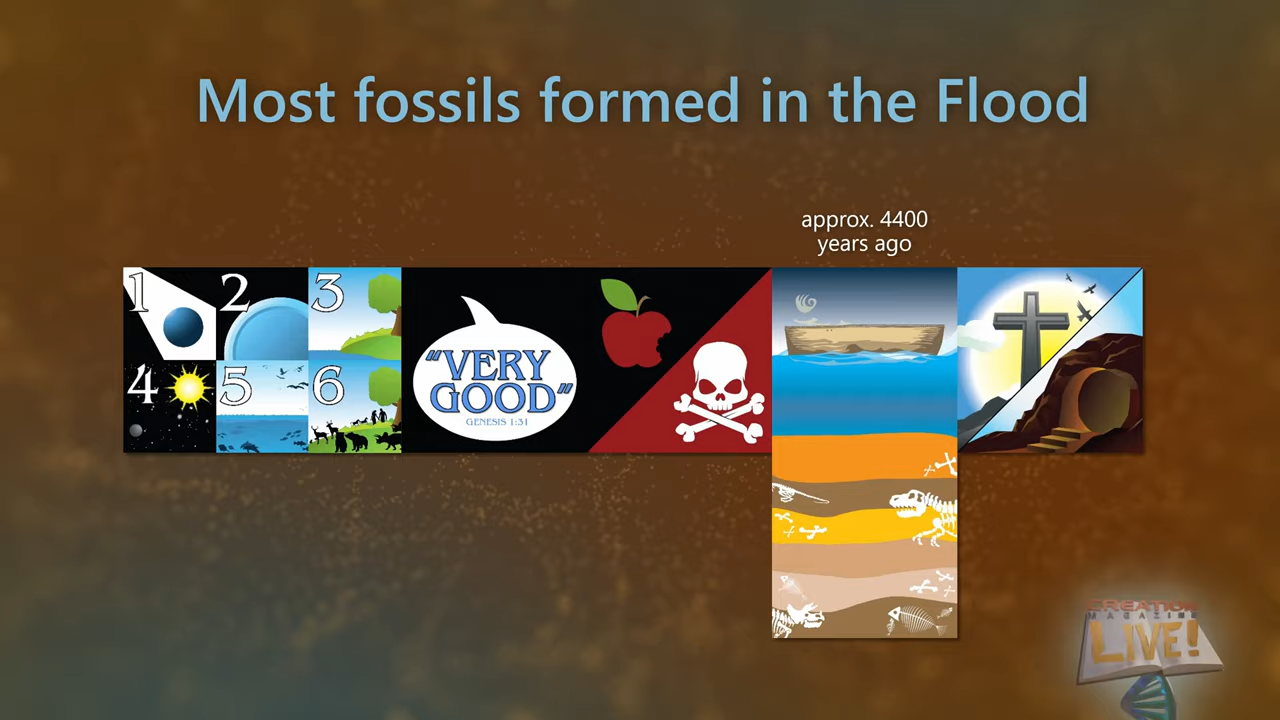 Most fossils formed in the Flood
approx. 4400
years ago
1
2
3
4
5
6
“VERY
GOOD”
GENESIS 1:31
CREATION
MAGAZINE
LIVE!